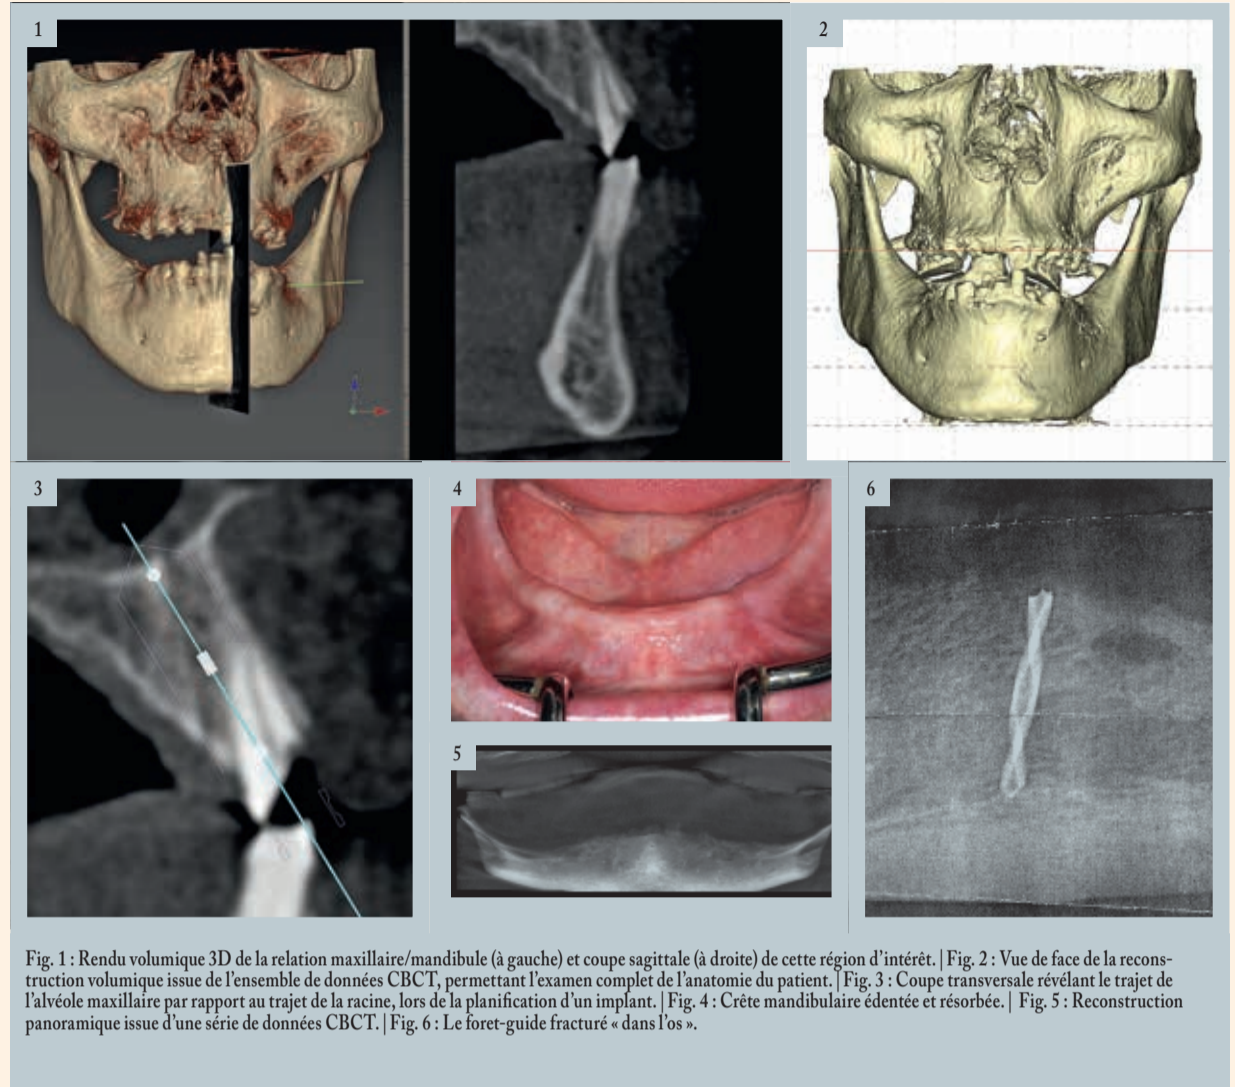 1
2
3
4
5
6
Fig. 1 : Rendu volumique 3D de la relation maxillaire/mandibule (à gauche) et coupe sagittale (à droite) de cette région d’intérêt. | Fig. 2 : Vue de face de la recons-
truction volumique issue de l’ensemble de données CBCT, permettant l’examen complet de l’anatomie du patient. | Fig. 3 : Coupe transversale révélant le trajet de
l’alvéole maxillaire par rapport au trajet de la racine, lors de la planification d’un implant. | Fig. 4 : Crête mandibulaire édentée et résorbée. | Fig. 5 : Reconstruction
panoramique issue d’une série de données CBCT. | Fig. 6 : Le foret-guide fracturé « dans l’os ».